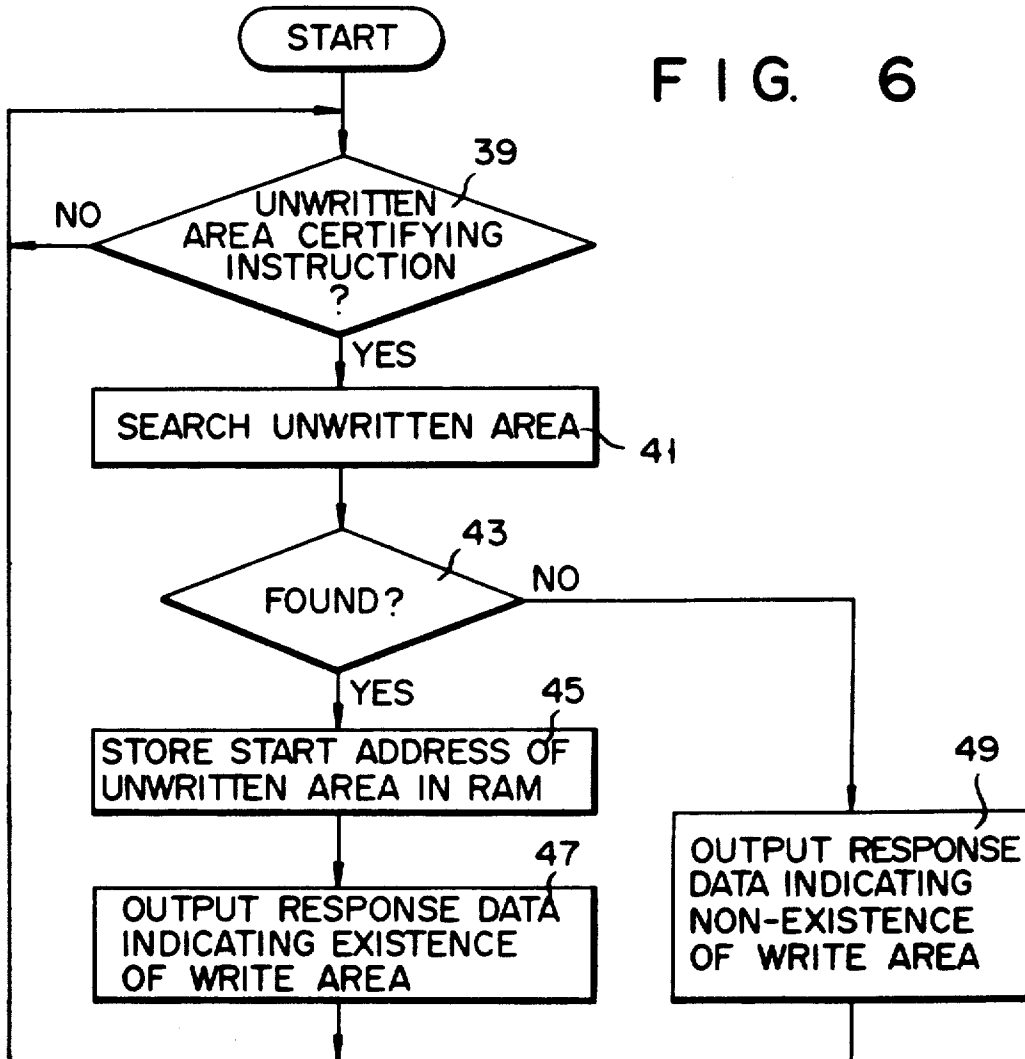 START
FIG. 6
39
NO
UNWRITTEN
AREA CERTIFYING
INSTRUCTION
?
YES
SEARCH UNWRITTEN AREA
41
43
FOUND?
NO
YES
45
STORE START ADDRESS OF
UNWRITTEN AREA IN RAM
49
47
OUTPUT RESPONSE DATA
INDICATING EXISTENCE
OF WRITE AREA
OUTPUT RESPONSE
DATA INDICATING
NON-EXISTENCE
OF WRITE AREA